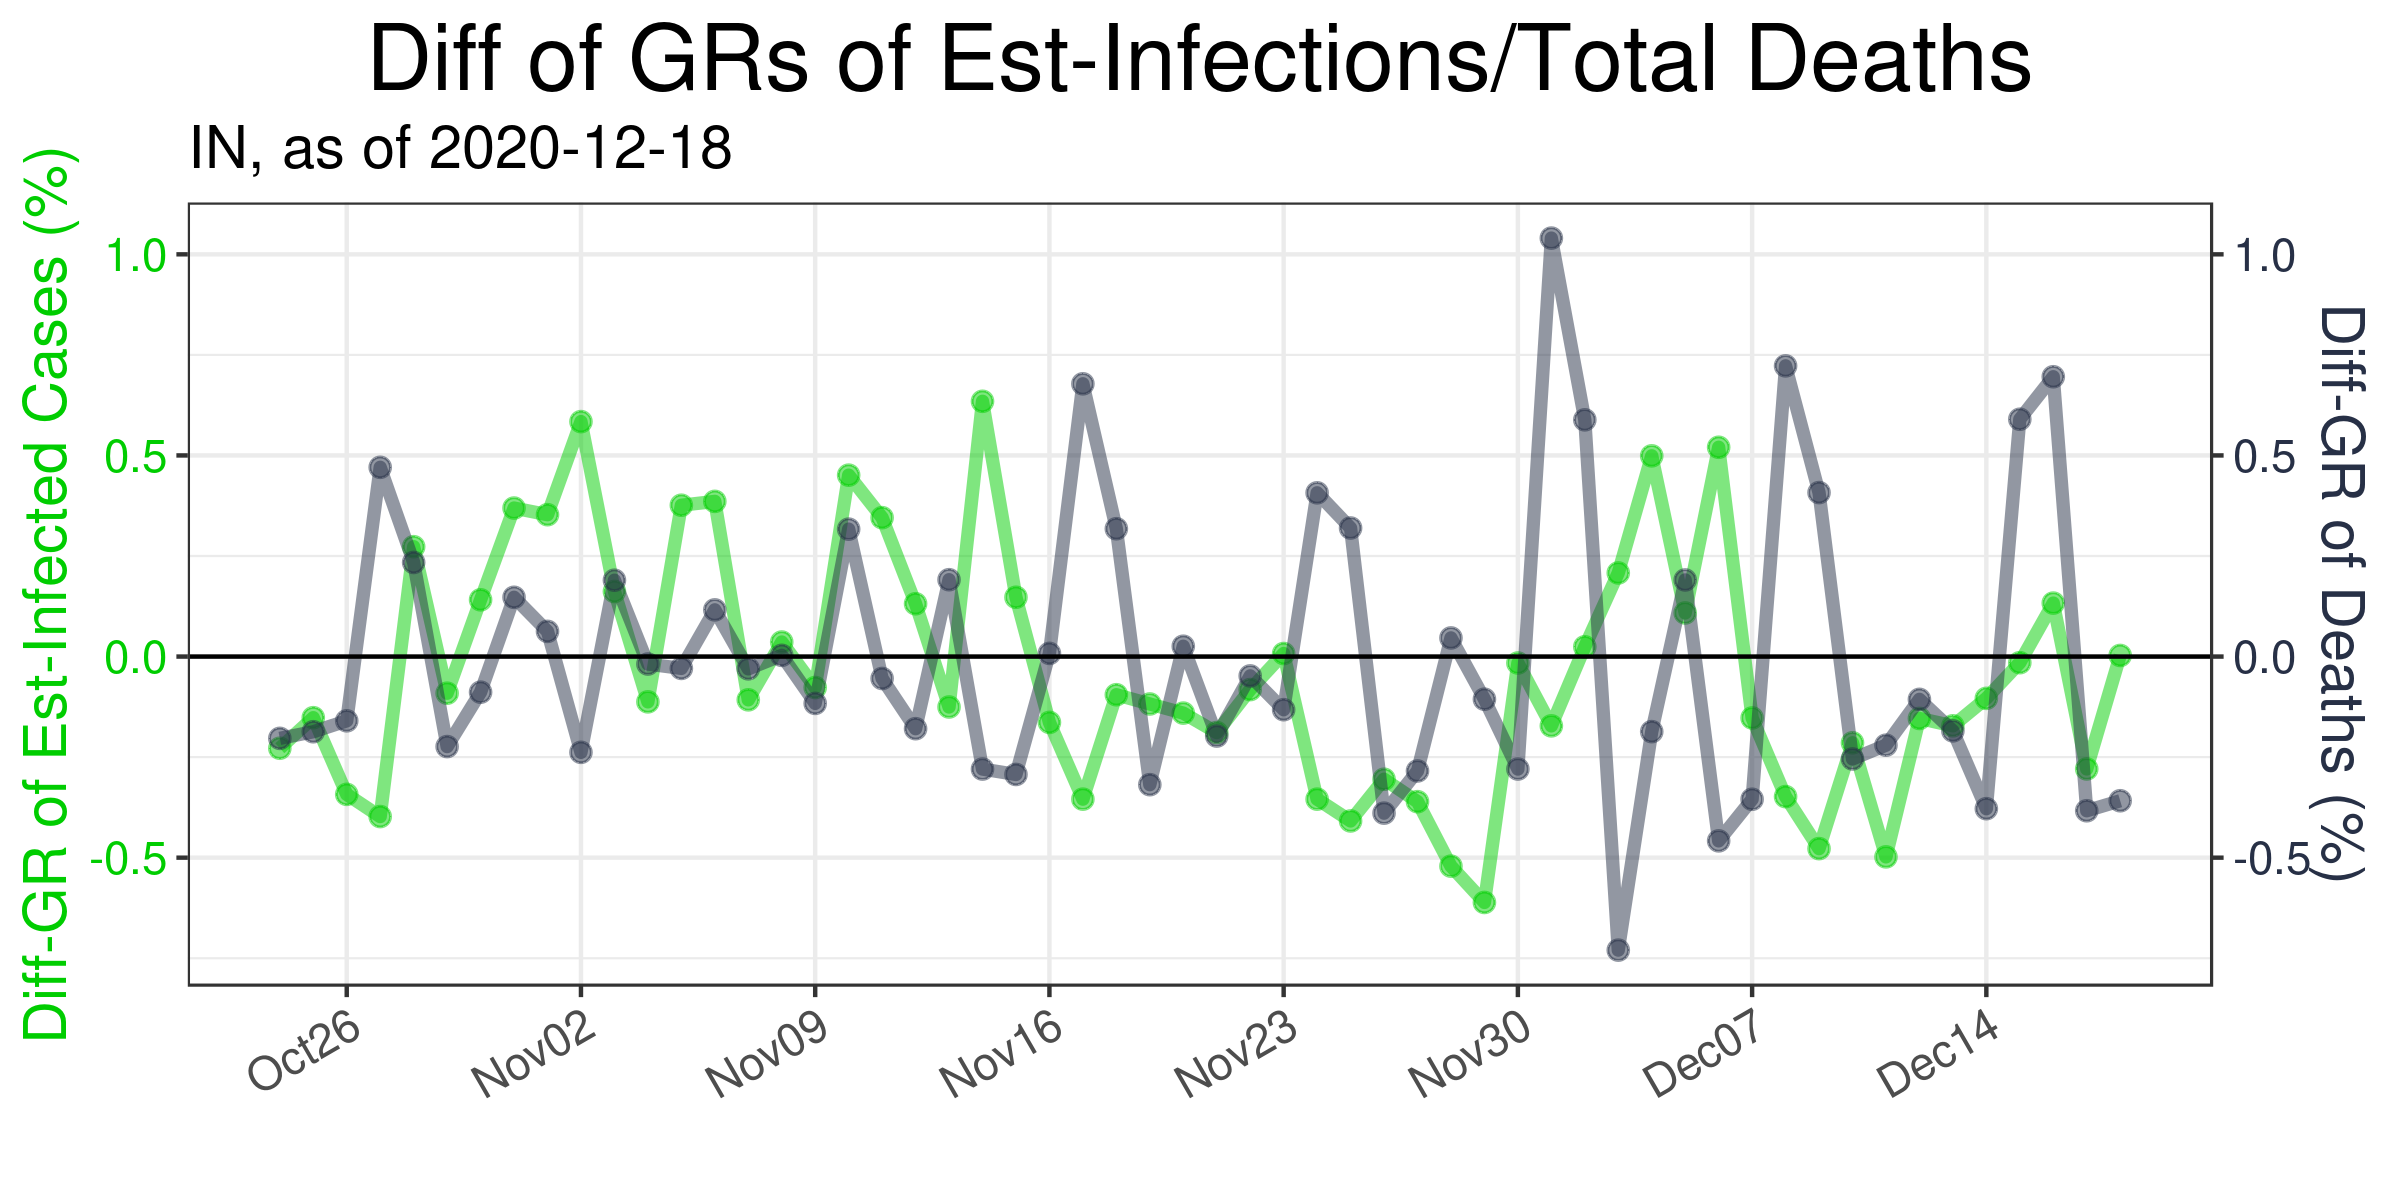 Diff of GRs of Est-Infections/Total Deaths
IN, as of 2020-12-18
Diff-GR of Est-Infected Cases (%)
1.0
0.5
0.0
-0.5
1.0
0.5
0.0
-0.5
Diff-GR of Deaths (%)
Oct26
Nov02
Nov09
Nov16
Nov23
Nov30
Dec07
Dec14